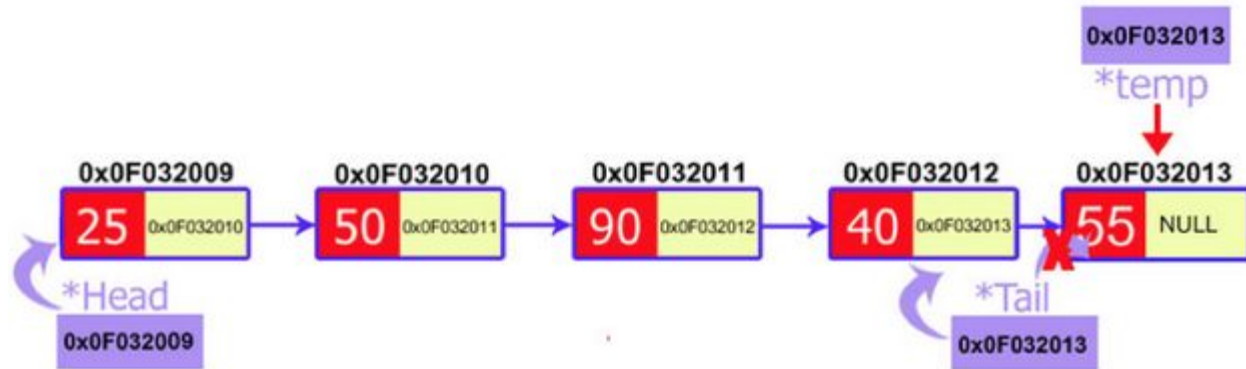 0x0F032013
*temp
0x0F032009 0x0F032010 0x0F032011 0x0F032012 0x0F032013
25 0x0F032010 50 0x0F032011 90 0x0F032012 40 0x0F032013 55 NULL
X
*Head *Tail
0x0F032009 0x0F032013